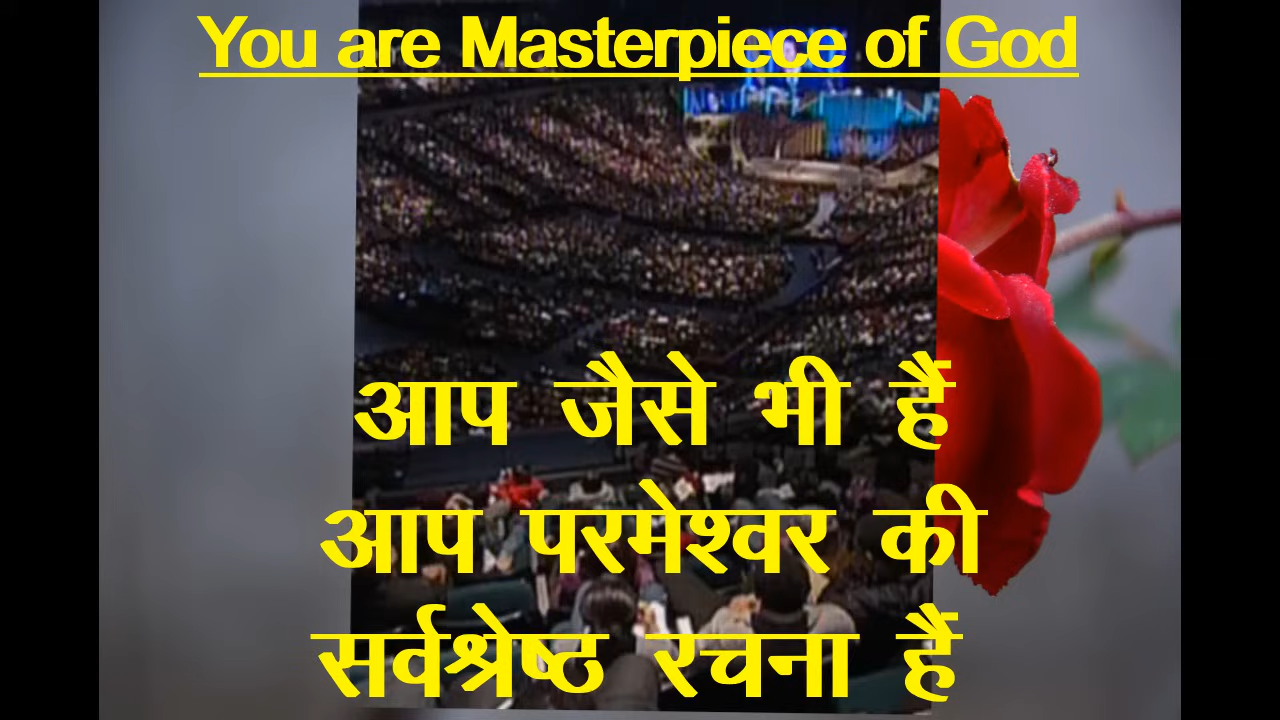 You are Masterpiece of God
आप जैसे भी हैं
आप परमेश्वर की
सर्वश्रेष्ठ रचना हैं